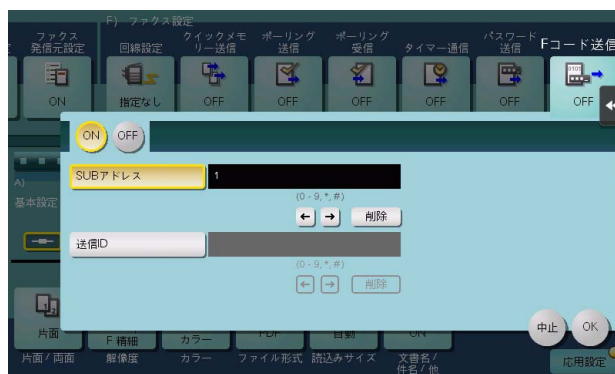 F) ファクス設定
ファクス
発信元設定
回線設定
クイックメモ
リー送信
ポーリング
送信
ポーリング
受信
タイマー通信
パスワード
送信
Fコード送信
ON
指定なし
OFF
OFF
OFF
OFF
OFF
OFF
ON
OFF
A)
基本設定
SUBアドレス
1
(0 - 9, *, #)
← → 削除
送信ID
(0 - 9, *, #)
← → 削除
中止
OK
片面
F 精細
カラー
PDF
自動
ON
片面 / 両面
解像度
カラー
ファイル形式
読込みサイズ
文書名 /
件名 / 他
応用設定